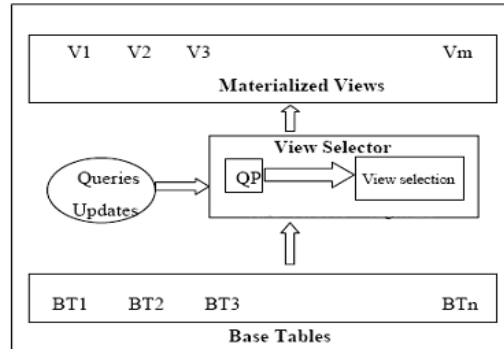 V1 V2 V3 Vm
Materialized Views
View Selector
QP
View selection
Queries
Updates
BT1 BT2 BT3 BTn
Base Tables